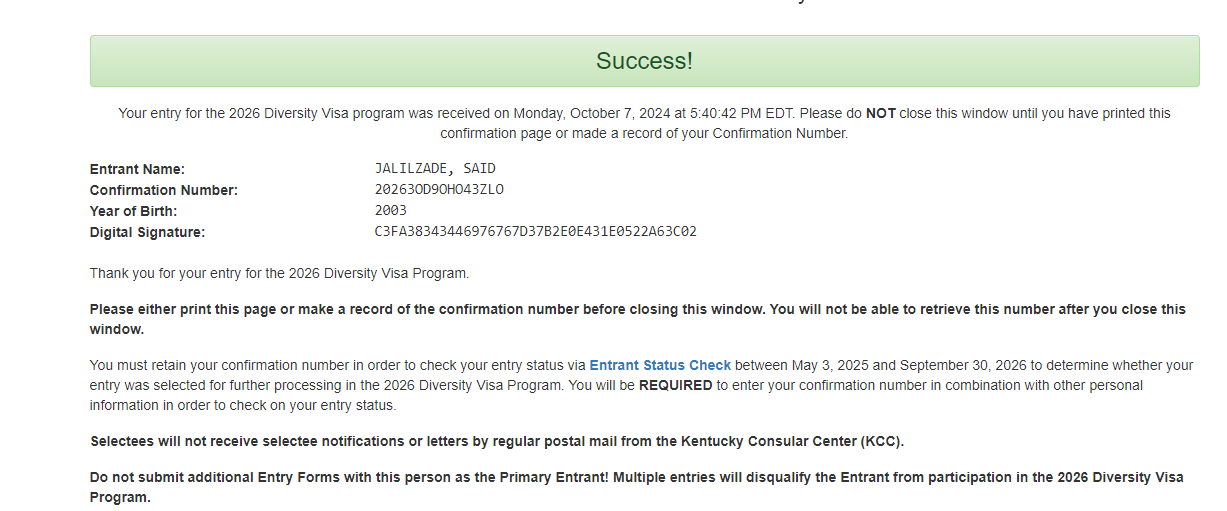 Success!
Your entry for the 2026 Diversity Visa program was received on Monday, October 7, 2024 at 5:40:42 PM EDT. Please do NOT close this window until you have printed this
confirmation page or made a record of your Confirmation Number.
Entrant Name: JALILZADE, SAID
Confirmation Number: 20263OD9OHO43ZLO
Year of Birth: 2003
Digital Signature: C3FA38343446976767D37B2E0E431E0522A63C02
Thank you for your entry for the 2026 Diversity Visa Program.
Please either print this page or make a record of the confirmation number before closing this window. You will not be able to retrieve this number after you close this
window.
You must retain your confirmation number in order to check your entry status via Entrant Status Check between May 3, 2025 and September 30, 2026 to determine whether your
entry was selected for further processing in the 2026 Diversity Visa Program. You will be REQUIRED to enter your confirmation number in combination with other personal
information in order to check on your entry status.
Selectees will not receive selectee notifications or letters by regular postal mail from the Kentucky Consular Center (KCC).
Do not submit additional Entry Forms with this person as the Primary Entrant! Multiple entries will disqualify the Entrant from participation in the 2026 Diversity Visa
Program.